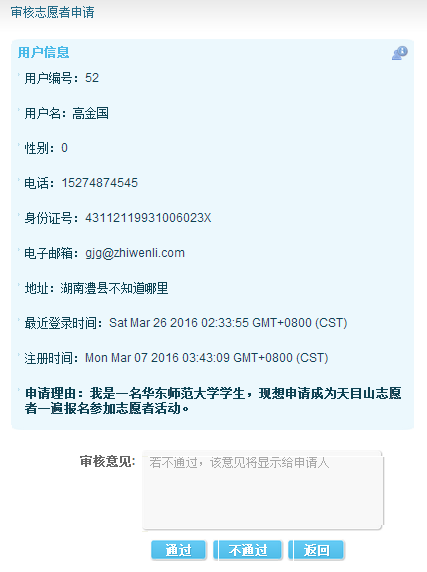 审核志愿者申请
用户信息
用户编号：52
用户名：高金国
性别：0
电话：15274874545
身份证号：43112119931006023X
电子邮箱：gjg@zhiwenli.com
地址：湖南澧县不知道哪里
最近登录时间：Sat Mar 26 2016 02:33:55 GMT+0800 (CST)
注册时间：Mon Mar 07 2016 03:43:09 GMT+0800 (CST)
申请理由：我是一名华东师范大学学生，现想申请成为天目山志愿
者一遍报名参加志愿者活动。
审核意见:
若不通过，该意见将显示给申请人
通过 不通过 返回